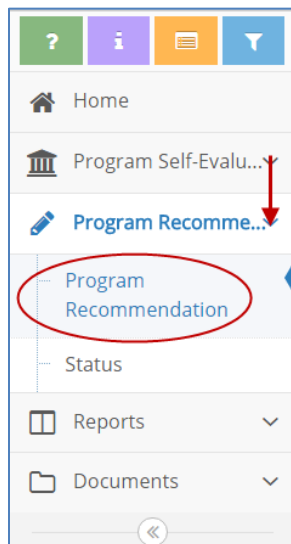 ? i
Home
Program Self-Evalu...
Program Recomme...
Program
Recommendation
Status
Reports
Documents